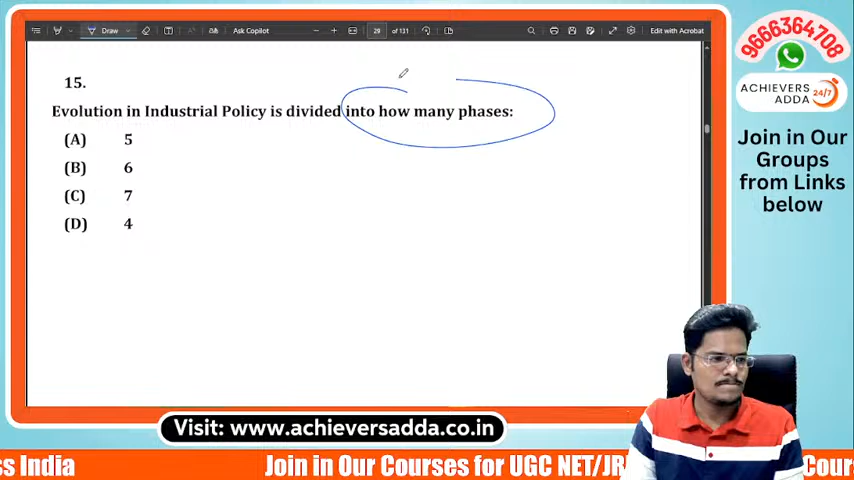 Draw
Ask Copilot
29 of 131
Edit with Acrobat
9666364708
ACHIEVERS
ADDA 24/7
Join in Our
Groups
from Links
below
15.
Evolution in Industrial Policy is divided into how many phases:
(A) 5
(B) 6
(C) 7
(D) 4
Visit: www.achieversadda.co.in
ss India
Join in Our Courses for UGC NET/JR
Cour